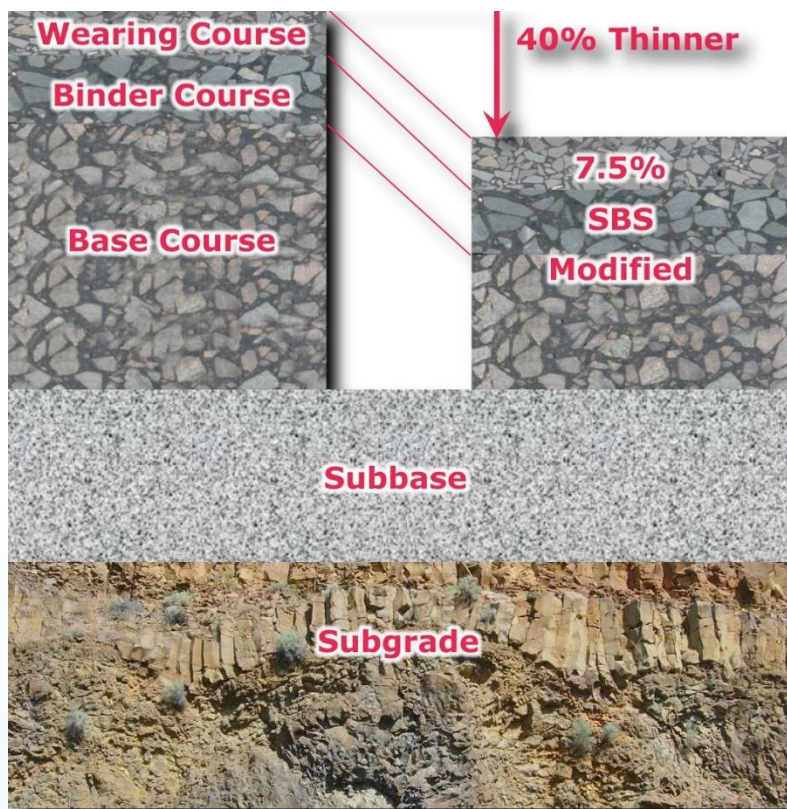 Wearing Course
Binder Course
Base Course
40% Thinner
7.5%
SBS
Modified
Subbase
Subgrade